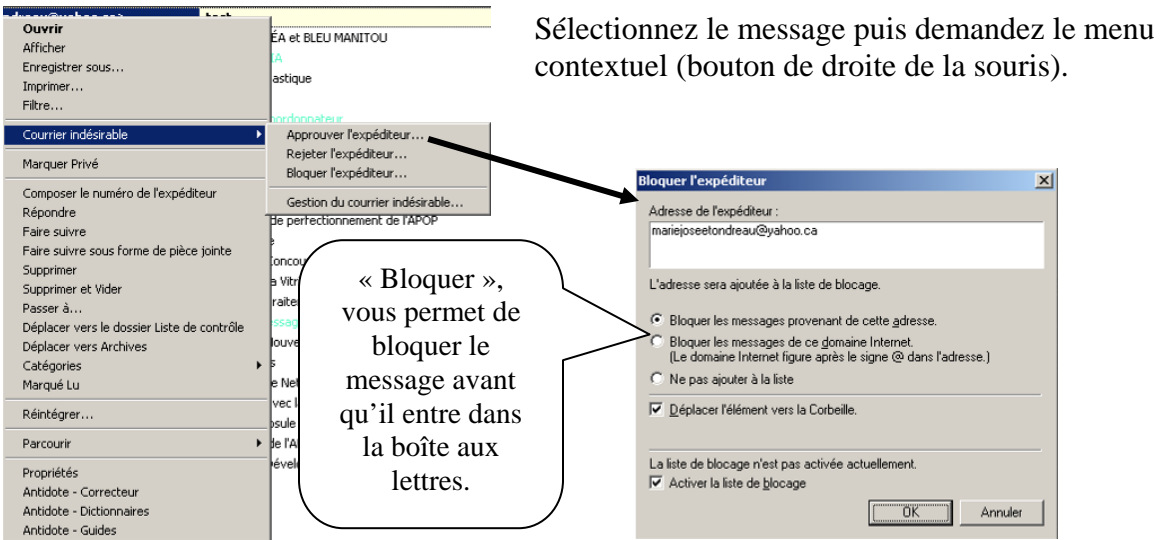 Sélectionnez le message puis demandez le menu
contextuel (bouton de droite de la souris).
Ouvrir
Afficher
Enregistrer sous...
Imprimer...
Filtre...
Courrier indésirable
Marquer Privé
Composer le numéro de l'expéditeur
Répondre
Faire suivre
Faire suivre sous forme de pièce jointe
Supprimer
Supprimer et Vider
Passer à...
Déplacer vers le dossier Liste de contrôle
Déplacer vers Archives
Catégories
Marqué Lu
Réintégrer...
Parcourir
Propriétés
Antidote - Correcteur
Antidote - Dictionnaires
Antidote - Guides
ÉA et BLEU MANITOU
astique
Approuver l'expéditeur...
Rejeter l'expéditeur...
Bloquer l'expéditeur...
Gestion du courrier indésirable...
de perfectionnement de l'APOP
« Bloquer »,
vous permet de
bloquer le
message avant
qu'il entre dans
la boîte aux
lettres.
Bloquer l'expéditeur
Adresse de l'expéditeur :
mariejoseetondreau@yahoo.ca
L'adresse sera ajoutée à la liste de blocage.
Bloquer les messages provenant de cette adresse.
Bloquer les messages de ce domaine Internet.
(Le domaine Internet figure après le signe @ dans l'adresse.)
Ne pas ajouter à la liste
Déplacer l'élément vers la Corbeille.
La liste de blocage n'est pas activée actuellement.
Activer la liste de blocage
OK
Annuler